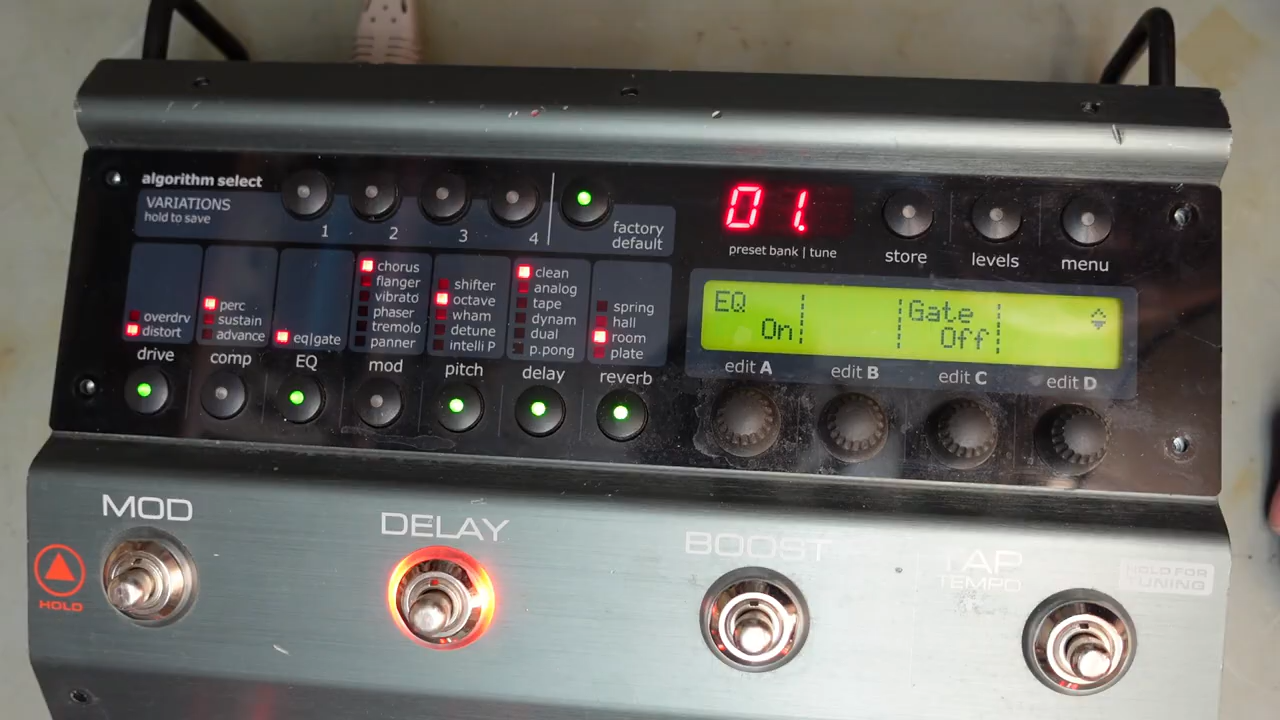 algorithm select
VARIATIONS
hold to save
1 2 3 4
factory
default
01.
preset bank | tune
store
levels
menu
overdrv
distort
drive
perc
sustain
advance
comp
eq|gate
EQ
chorus
flanger
vibrato
phaser
tremolo
panner
mod
shifter
octave
wham
detune
intelli P
pitch
clean
analog
tape
dynam
dual
p.pong
delay
spring
hall
room
plate
reverb
EQ Gate
On Off
edit A
edit B
edit C
edit D
MOD
HOLD
DELAY
BOOST
TAP
TEMPO
HOLD FOR
TUNING